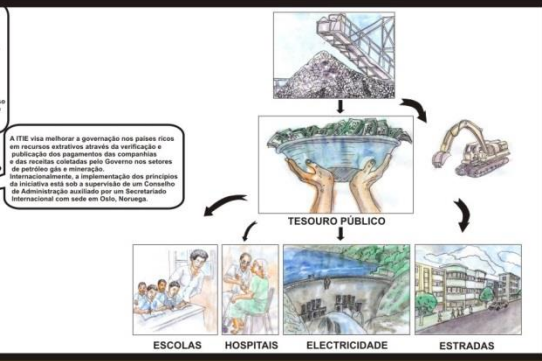 A ITIE visa melhorar a governação nos países ricos
em recursos extrativos através da verificação e
publicação dos pagamentos das companhias
e das receitas coletadas pelo Governo nos setores
de petróleo gás e mineração.
Internacionalmente, a implementação dos princípios
da iniciativa está sob a supervisão de um Conselho
de Administração auxiliado por um Secretariado
Internacional com sede em Oslo, Noruega.
TESOURO PÚBLICO
ESCOLAS
HOSPITAIS
ELECTRICIDADE
ESTRADAS